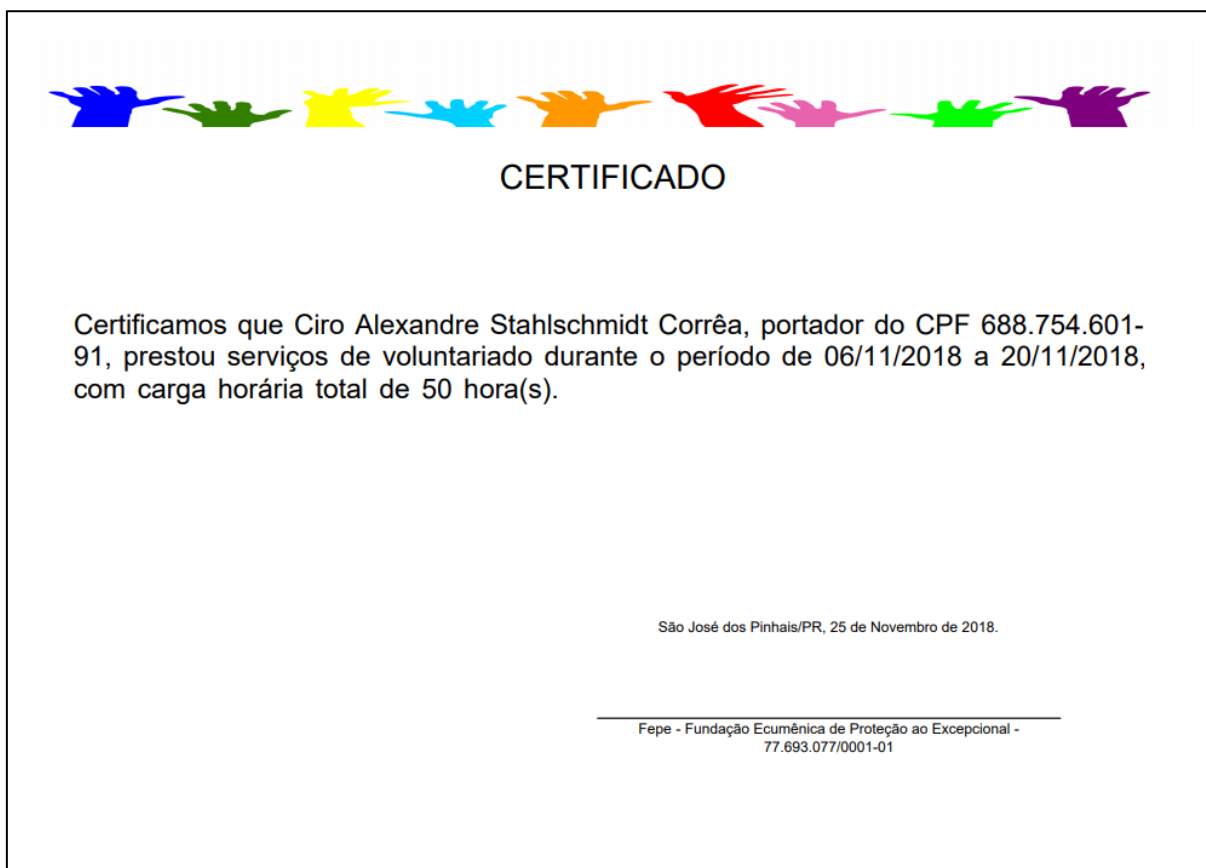 CERTIFICADO
Certificamos que Ciro Alexandre Stahlschmidt Corrêa, portador do CPF 688.754.601-
91, prestou serviços de voluntariado durante o período de 06/11/2018 a 20/11/2018,
com carga horária total de 50 hora(s).
São José dos Pinhais/PR, 25 de Novembro de 2018.
Fepe - Fundação Ecumênica de Proteção ao Excepcional -
77.693.077/0001-01